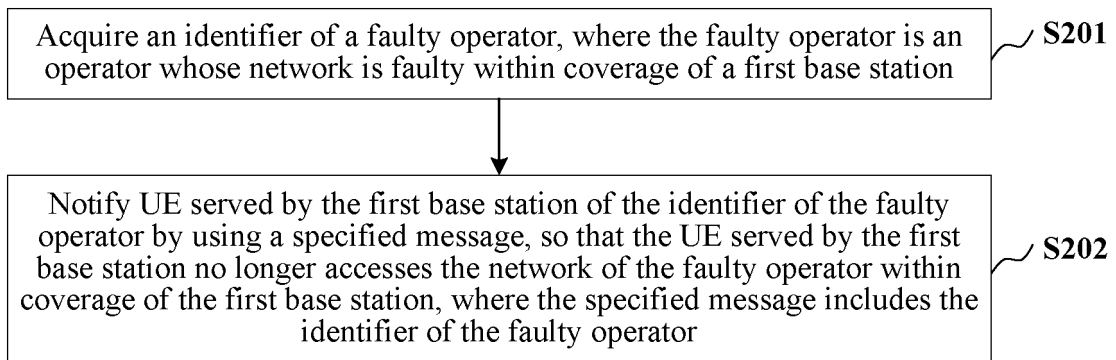 Acquire an identifier of a faulty operator, where the faulty operator is an
operator whose network is faulty within coverage of a first base station
S201
Notify UE served by the first base station of the identifier of the faulty
operator by using a specified message, so that the UE served by the first
base station no longer accesses the network of the faulty operator within
coverage of the first base station, where the specified message includes the
identifier of the faulty operator
S202